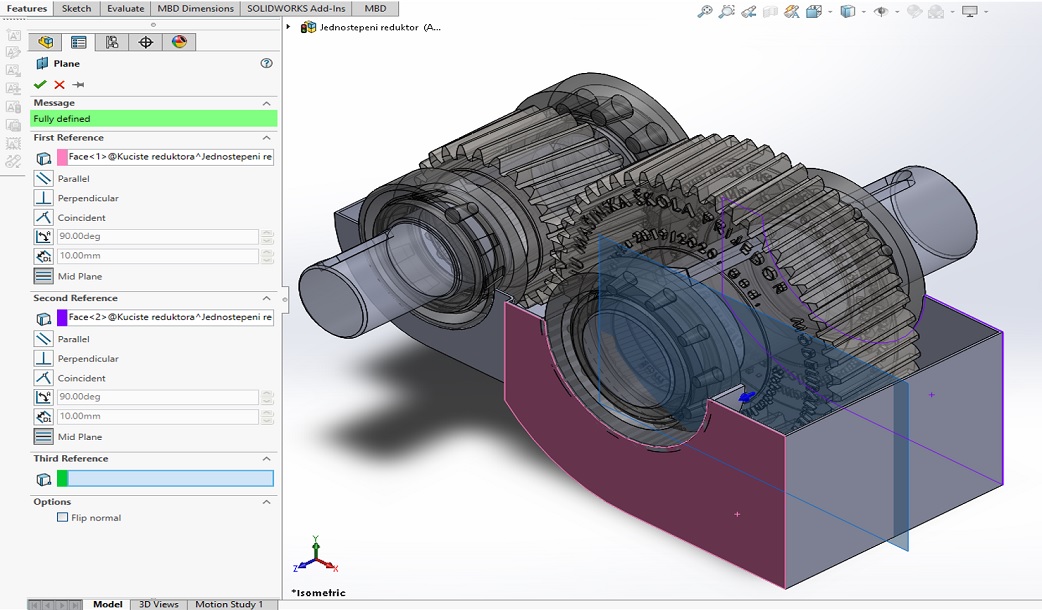 Features Sketch Evaluate MBD Dimensions SOLIDWORKS Add-Ins MBD
Jednostepeni reduktor (A...
Plane
Message
Fully defined
First Reference
Face<1>@Kuciste reduktora^Jednostepeni re
Parallel
Perpendicular
Coincident
90.00deg
10.00mm
Mid Plane
Second Reference
Face<2>@Kuciste reduktora^Jednostepeni re
Parallel
Perpendicular
Coincident
90.00deg
10.00mm
Mid Plane
Third Reference
Options
Flip normal
MAŠINSKA ŠKOLA PRIJEDOR
Y
Z
X
*Isometric
Model 3D Views Motion Study 1